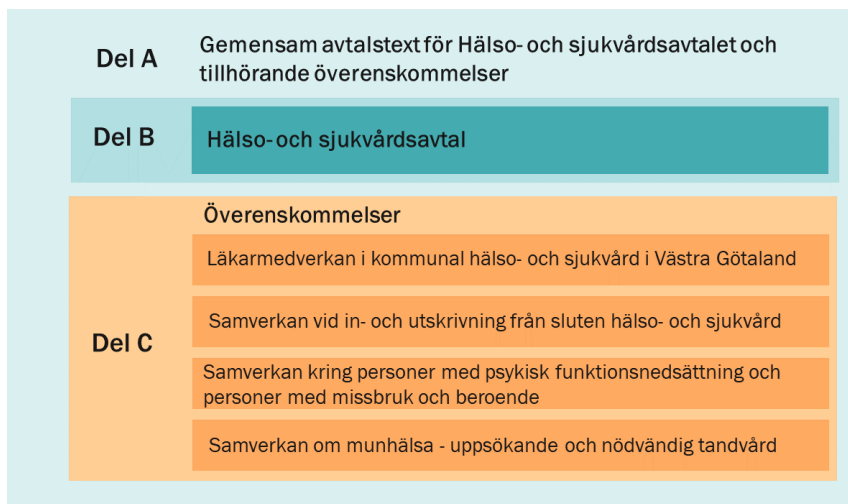 Del A
Gemensam avtalstext för Hälso- och sjukvårdsavtalet och
tillhörande överenskommelser
Del B
Hälso- och sjukvårdsavtal
Del C
Överenskommelser
Läkarmedverkan i kommunal hälso- och sjukvård i Västra Götaland
Samverkan vid in- och utskrivning från sluten hälso- och sjukvård
Samverkan kring personer med psykisk funktionsnedsättning och
personer med missbruk och beroende
Samverkan om munhälsa - uppsökande och nödvändig tandvård